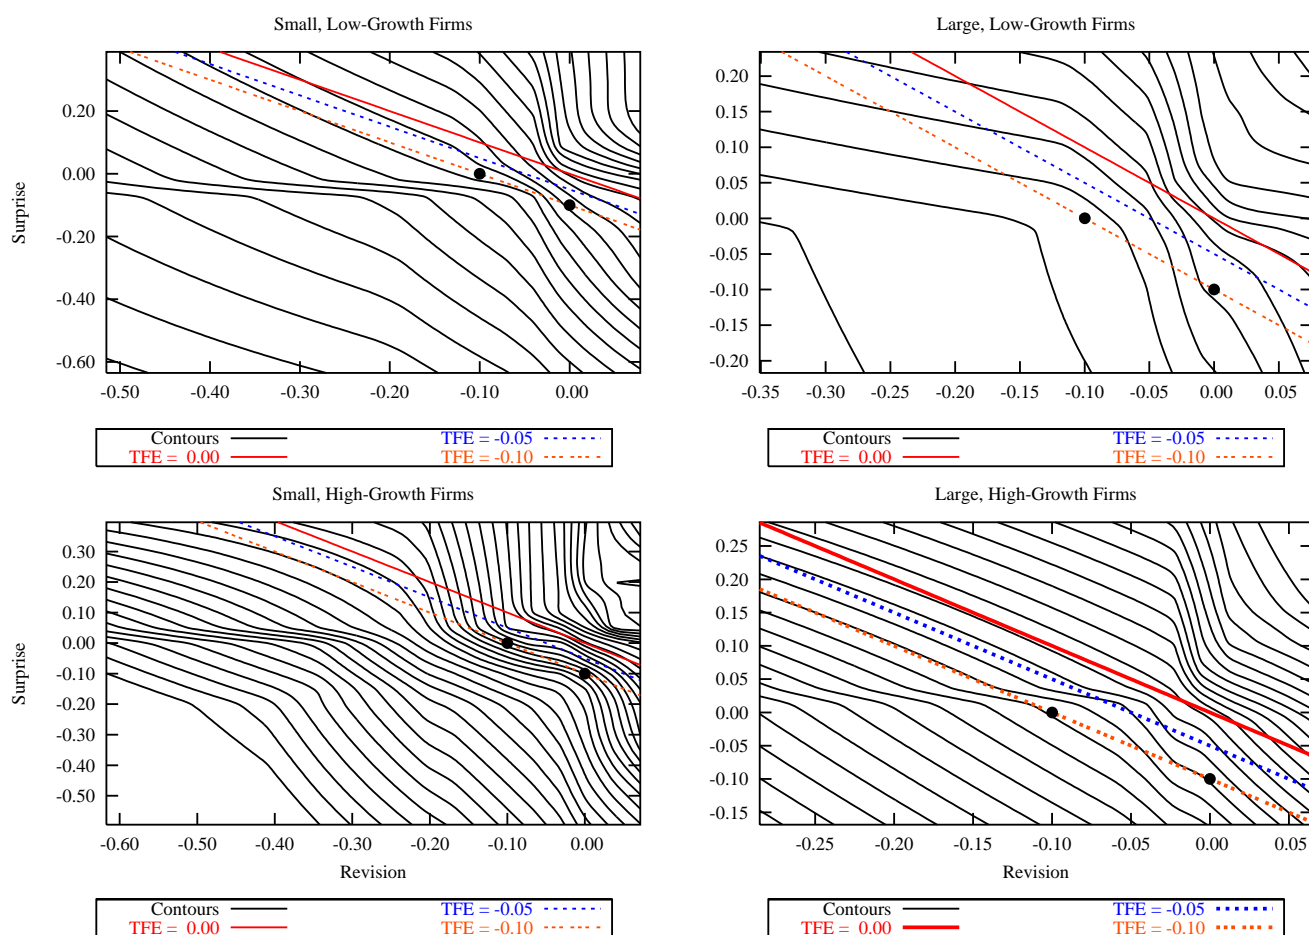 Small, Low-Growth Firms
Large, Low-Growth Firms
Surprise
0.20
0.00
-0.20
-0.40
-0.60
-0.50 -0.40 -0.30 -0.20 -0.10 0.00
0.20
0.15
0.10
0.05
0.00
-0.05
-0.10
-0.15
-0.20
-0.35 -0.30 -0.25 -0.20 -0.15 -0.10 -0.05 0.00 0.05
Contours TFE = -0.05
TFE = 0.00 TFE = -0.10
Contours TFE = -0.05
TFE = 0.00 TFE = -0.10
Small, High-Growth Firms
Large, High-Growth Firms
Surprise
0.30
0.20
0.10
0.00
-0.10
-0.20
-0.30
-0.40
-0.50
-0.60 -0.50 -0.40 -0.30 -0.20 -0.10 0.00
Revision
0.25
0.20
0.15
0.10
0.05
0.00
-0.05
-0.10
-0.15
-0.25 -0.20 -0.15 -0.10 -0.05 0.00 0.05
Revision
Contours TFE = -0.05
TFE = 0.00 TFE = -0.10
Contours TFE = -0.05
TFE = 0.00 TFE = -0.10